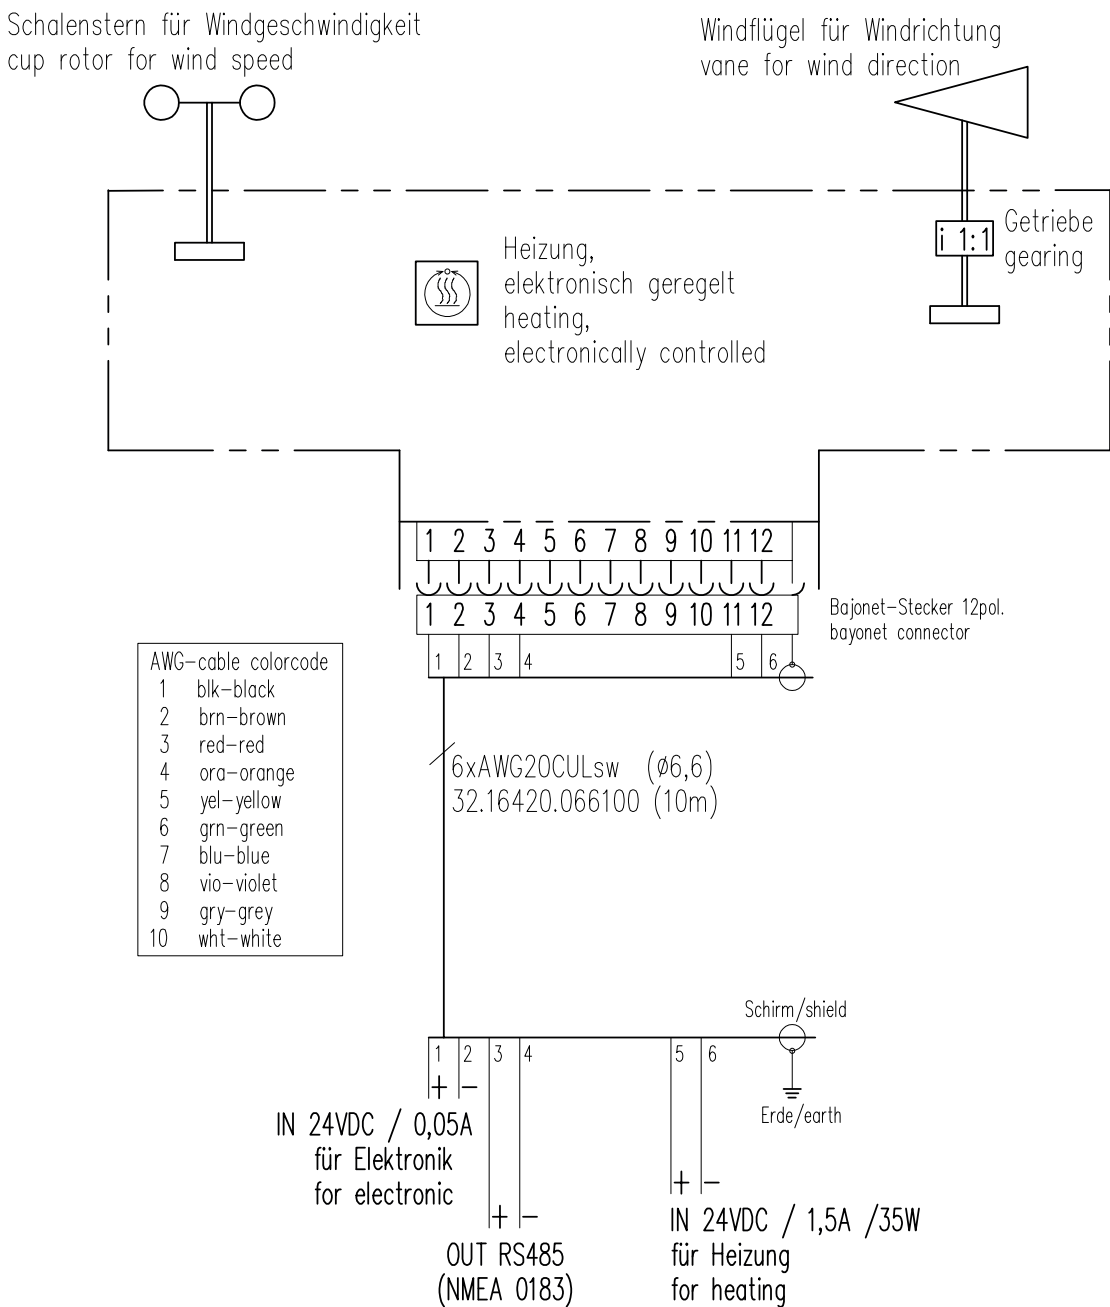 Schalenstern für Windgeschwindigkeit
cup rotor for wind speed
Windflügel für Windrichtung
vane for wind direction
i 1:1
Getriebe
gearing
Heizung,
elektronisch geregelt
heating,
electronically controlled
1 2 3 4 5 6 7 8 9 10 11 12
1 2 3 4 5 6 7 8 9 10 11 12
Bajonet-Stecker 12pol.
bayonet connector
1 2 3 4 5 6
AWG-cable colorcode
1 blk-black
2 brn-brown
3 red-red
4 ora-orange
5 yel-yellow
6 grn-green
7 blu-blue
8 vio-violet
9 gry-grey
10 wht-white
6xAWG20CULsw (ø6,6)
32.16420.066100 (10m)
Schirm/shield
1 2 3 4 5 6
+ −
Erde/earth
IN 24VDC / 0,05A
für Elektronik
for electronic
+ −
OUT RS485
(NMEA 0183)
+ −
IN 24VDC / 1,5A /35W
für Heizung
for heating